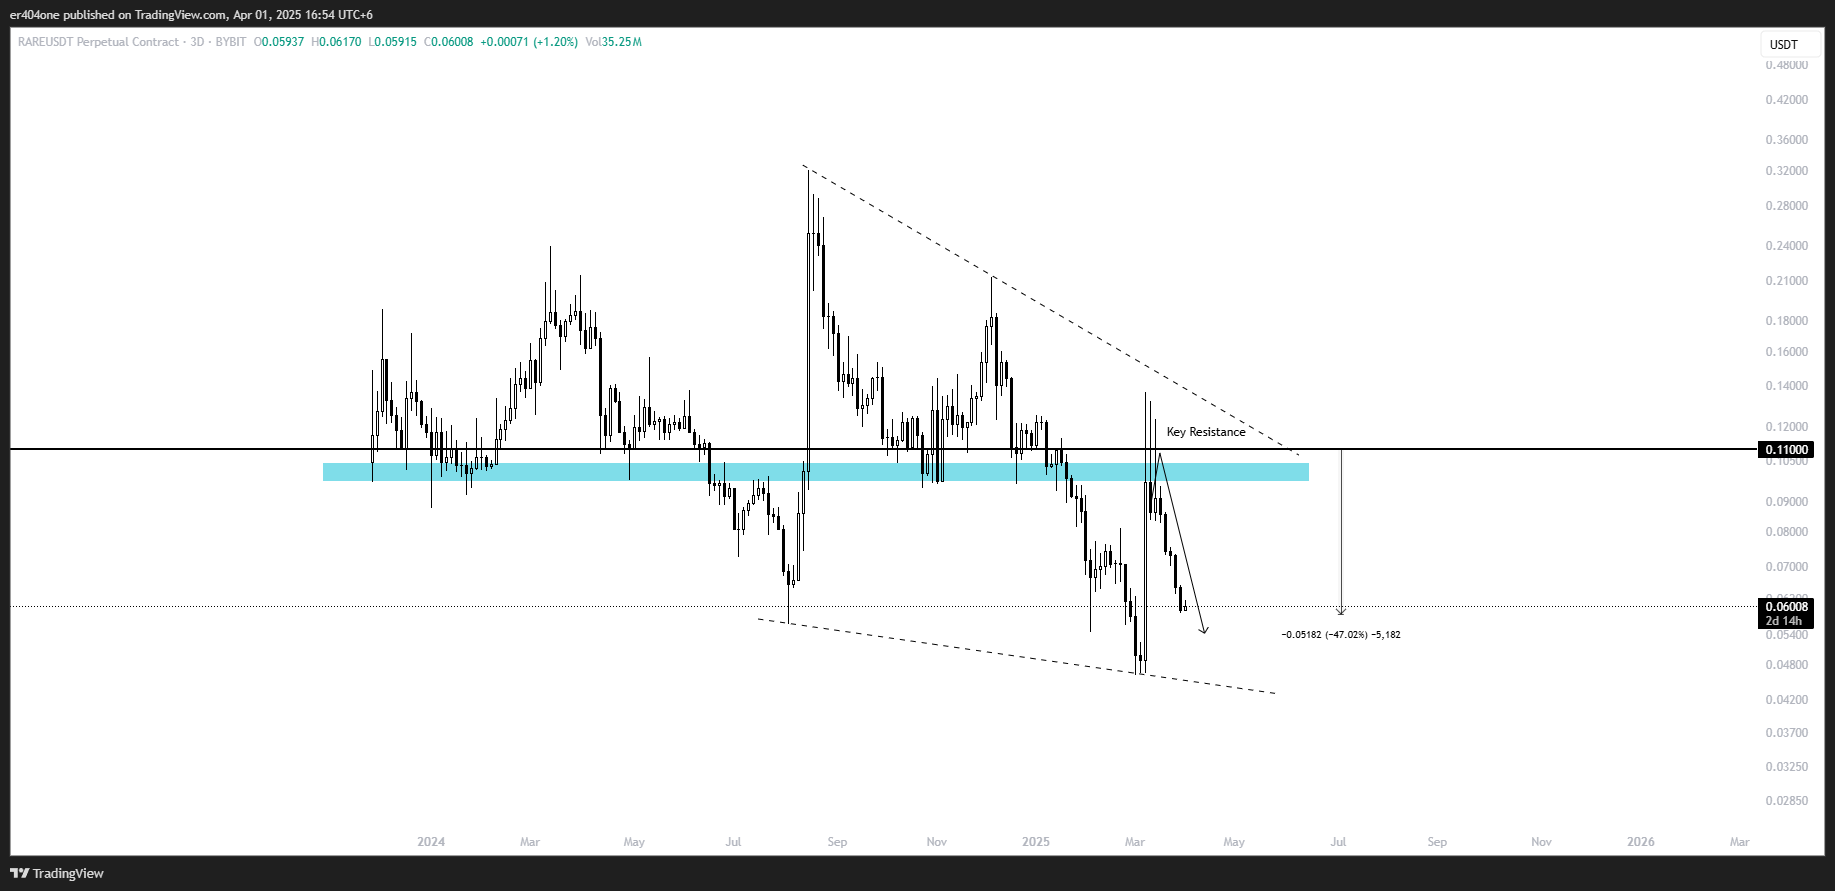 er404one published on TradingView.com, Apr 01, 2025 16:54 UTC+6
RAREUSDT Perpetual Contract · 3D · BYBIT O0.05937 H0.06170 L0.05915 C0.06008 +0.00071 (+1.20%) Vol35.25M
USDT
0.48000
0.42000
0.36000
0.32000
0.28000
0.24000
0.21000
0.18000
0.16000
0.14000
0.12000
Key Resistance
0.11000
0.10500
0.09000
0.08000
0.07000
0.06008
2d 14h
0.05400
-0.05182 (-47.02%) -5,182
0.04800
0.04200
0.03700
0.03250
0.02850
2024 Mar May Jul Sep Nov 2025 Mar May Jul Sep Nov 2026 Mar
TradingView